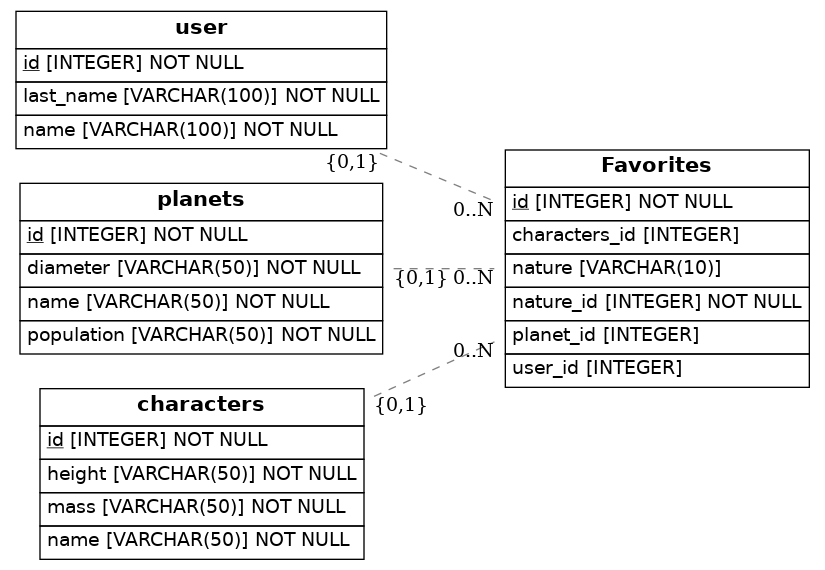 user
id [INTEGER] NOT NULL
last_name [VARCHAR(100)] NOT NULL
name [VARCHAR(100)] NOT NULL
{0,1}
0..N
planets
id [INTEGER] NOT NULL
diameter [VARCHAR(50)] NOT NULL
name [VARCHAR(50)] NOT NULL
population [VARCHAR(50)] NOT NULL
{0,1} 0..N
characters
id [INTEGER] NOT NULL
height [VARCHAR(50)] NOT NULL
mass [VARCHAR(50)] NOT NULL
name [VARCHAR(50)] NOT NULL
{0,1}
0..N
Favorites
id [INTEGER] NOT NULL
characters_id [INTEGER]
nature [VARCHAR(10)]
nature_id [INTEGER] NOT NULL
planet_id [INTEGER]
user_id [INTEGER]